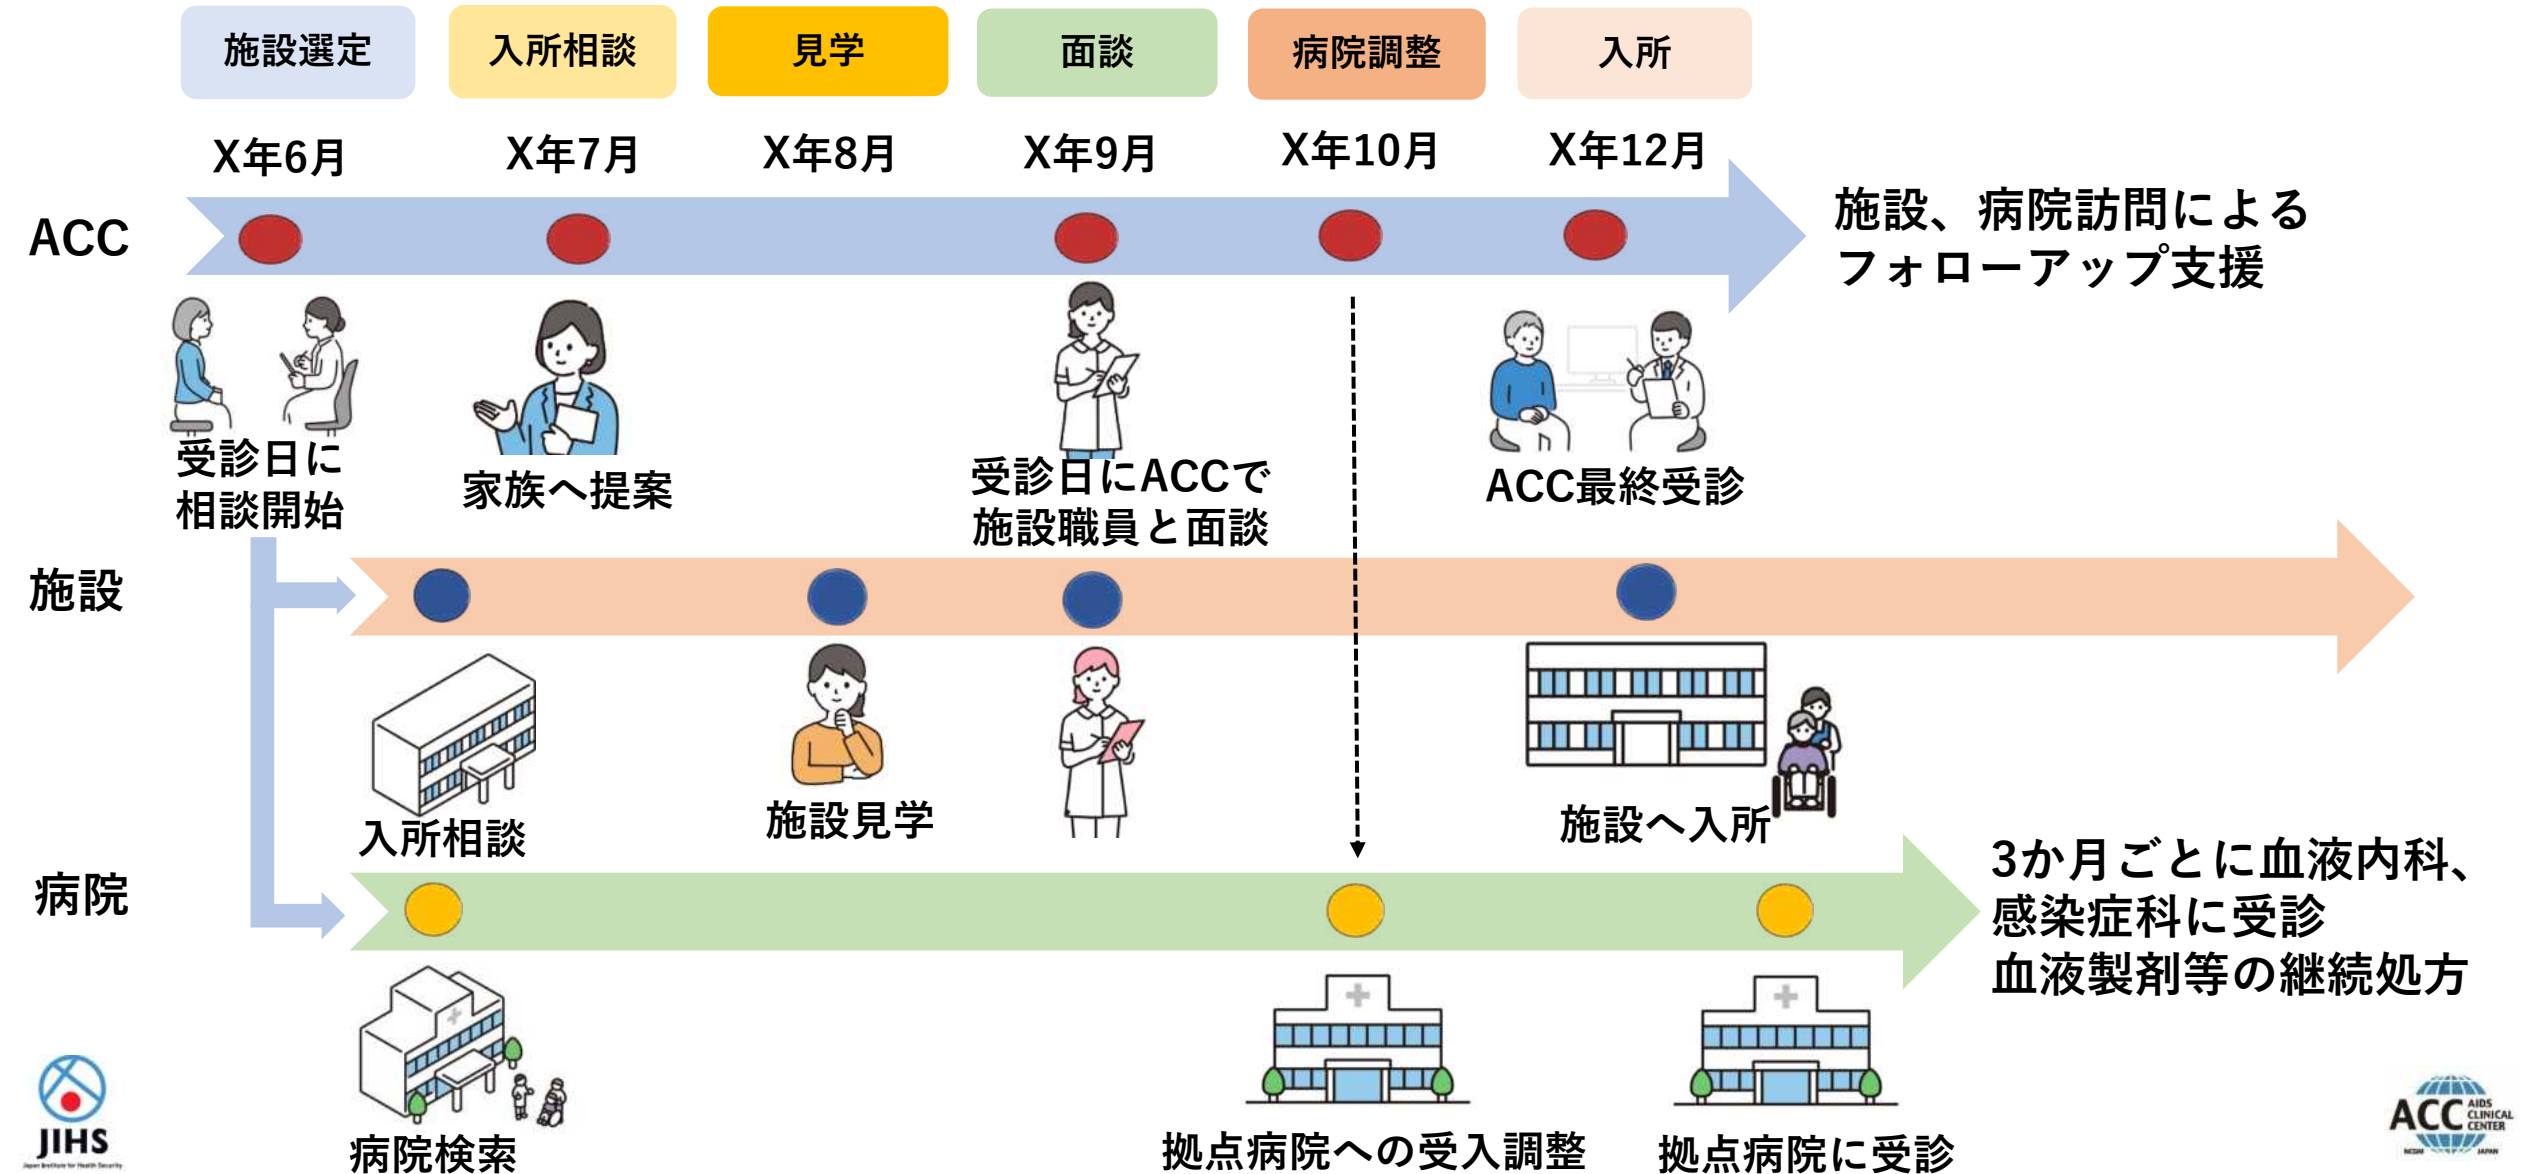 施設選定
入所相談
見学
面談
病院調整
入所
X年6月
X年7月
X年8月
X年9月
X年10月
X年12月
ACC
施設、病院訪問による
フォローアップ支援
受診日に
相談開始
家族へ提案
受診日にACCで
施設職員と面談
ACC最終受診
施設
入所相談
施設見学
施設へ入所
病院
3か月ごとに血液内科、
感染症科に受診
血液製剤等の継続処方
病院検索
拠点病院への受入調整
拠点病院に受診
JIHS
Japan Institute for Health Security
ACC
AIDS
CLINICAL
CENTER
NCGM
JAPAN